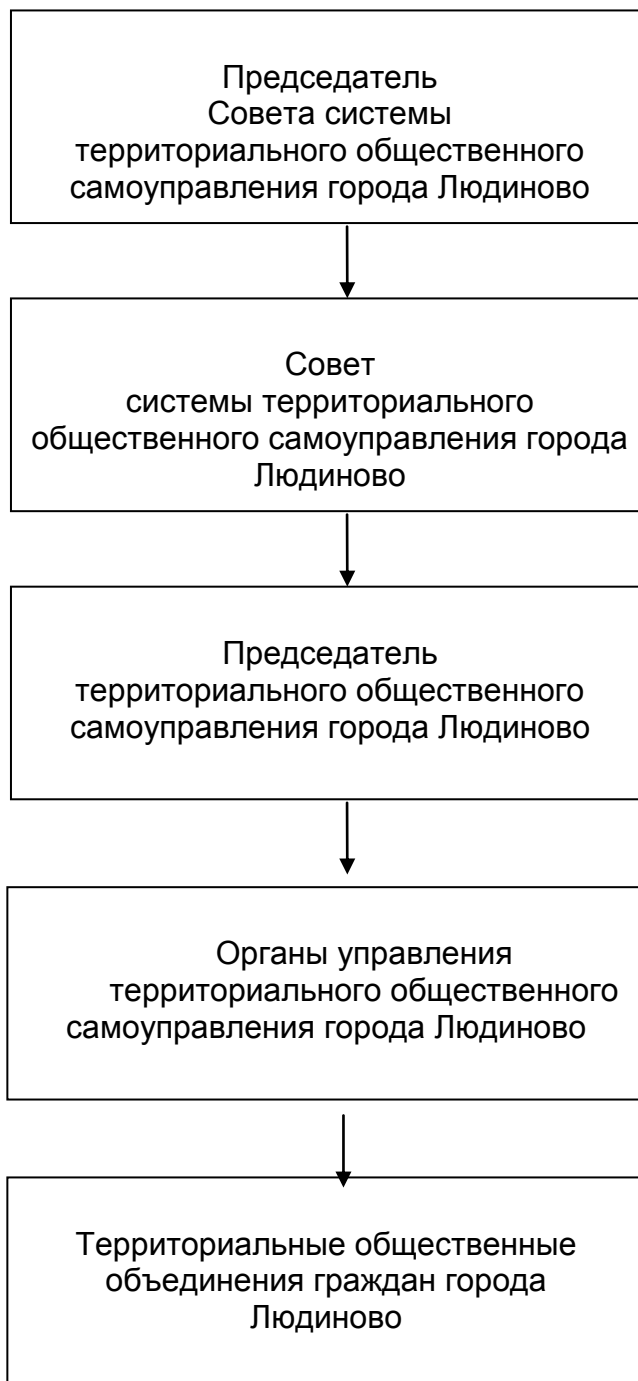 Председатель
Совета системы
территориального общественного
самоуправления города Людиново
Совет
системы территориального
общественного самоуправления города
Людиново
Председатель
территориального общественного
самоуправления города Людиново
Органы управления
территориального общественного
самоуправления города Людиново
Территориальные общественные
объединения граждан города
Людиново